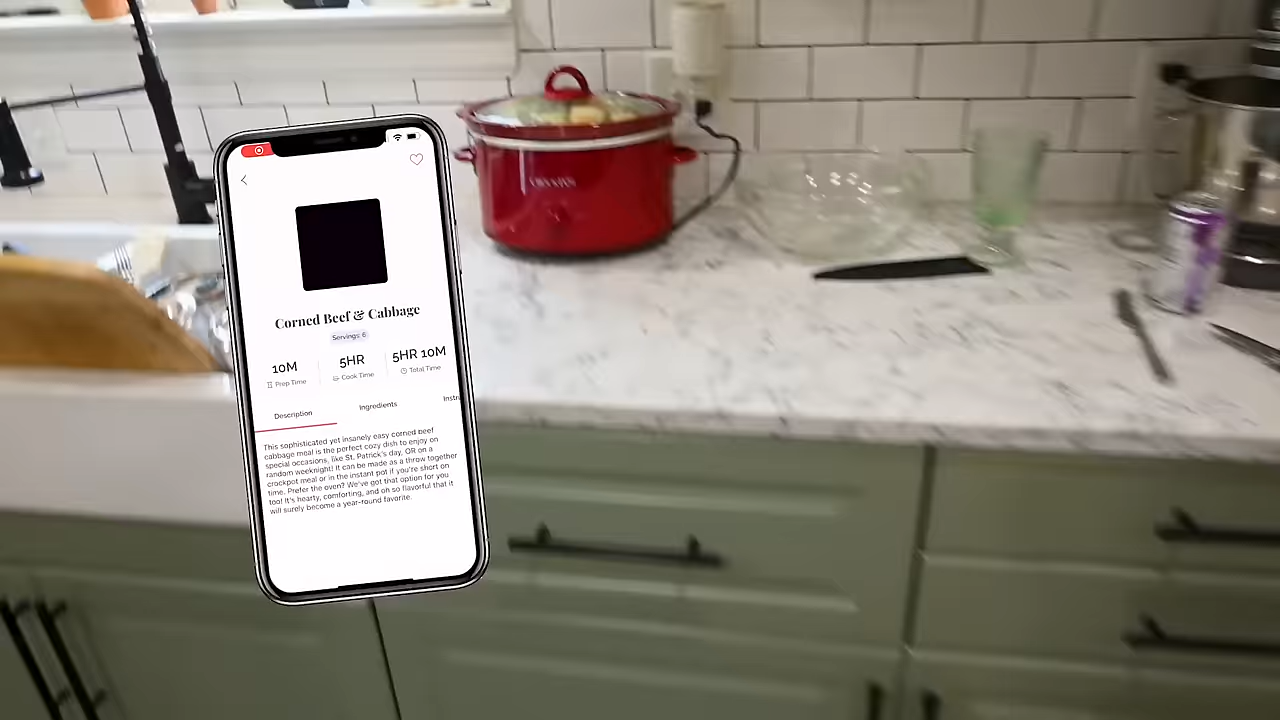 Corned Beef & Cabbage
Servings: 6
10M
5HR
5HR 10M
Prep Time
Cook Time
Total Time
Description
Ingredients
Instru
This sophisticated yet insanely easy corned beef
cabbage meal is the perfect cozy dish to enjoy on
special occasions, like St. Patrick's day, OR on a
random weeknight! It can be made as a throw together
crockpot meal or in the instant pot if you're short on
time. Prefer the oven? We've got that option for you
too! It's hearty, comforting, and oh so flavorful that it
will surely become a year-round favorite.